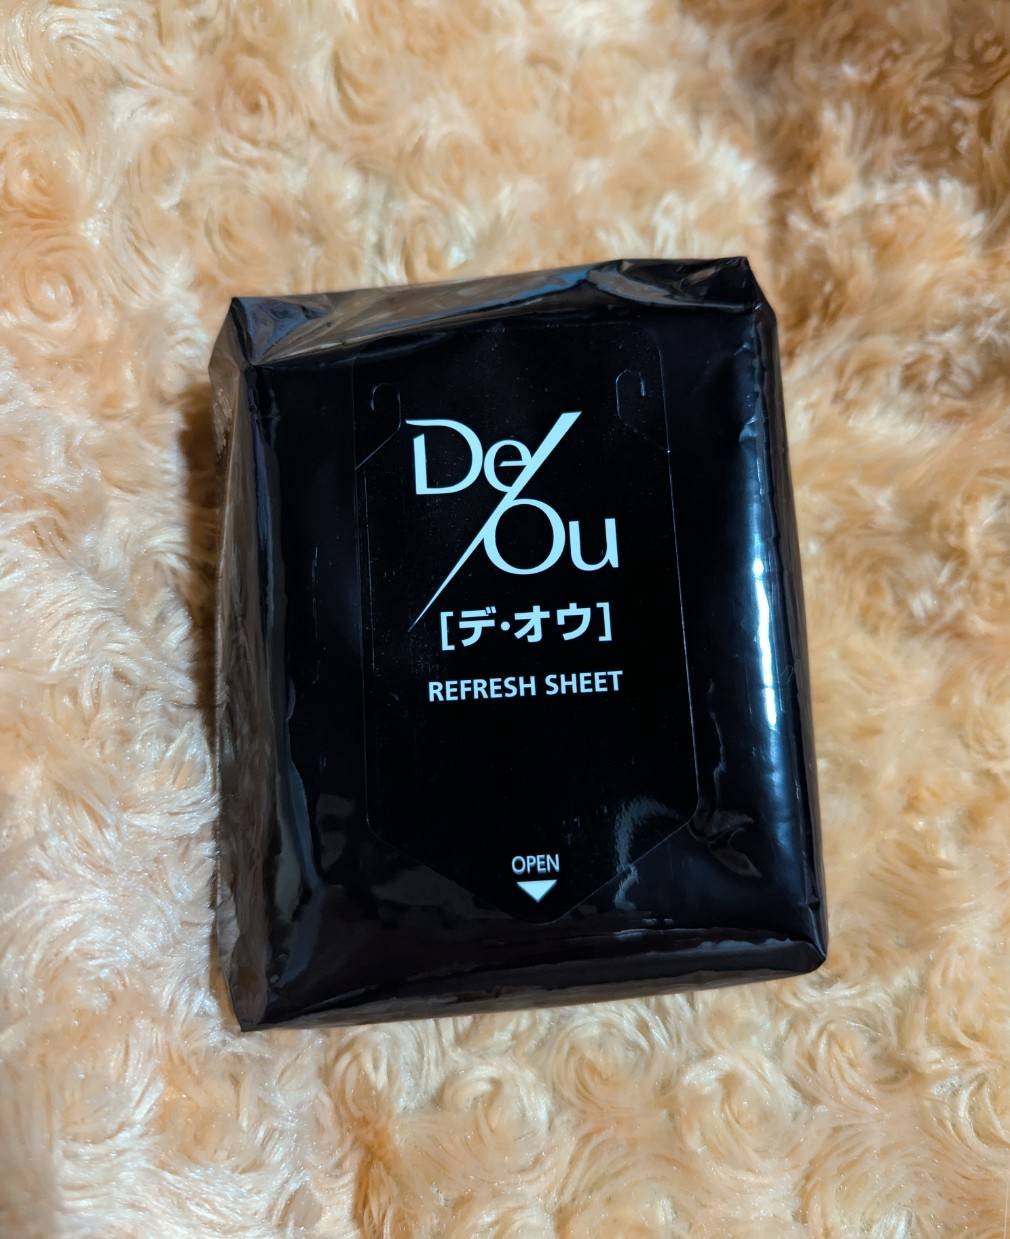 De
Ou
[デ・オウ]
REFRESH SHEET
OPEN